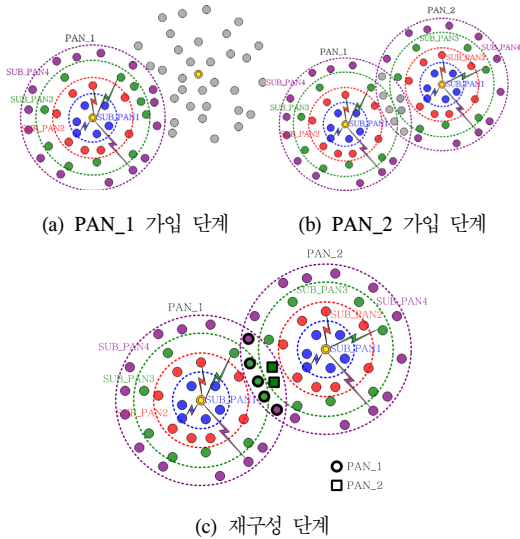 PAN_1
SUB_PAN4
SUB_PAN3
SUB_PAN1
SUB_PAN2
(a) PAN_1 가입 단계
PAN_2
PAN_1
SUB_PAN3
SUB_PAN4
SUB_PAN2
SUB_PAN4
SUB_PAN1
SUB_PAN3
SUB_PAN1
SUB_PAN2
(b) PAN_2 가입 단계
PAN_2
PAN_1
SUB_PAN3
SUB_PAN4
SUB_PAN2
SUB_PAN4
SUB_PAN1
SUB_PAN3
SUB_PAN1
SUB_PAN2
PAN_1
PAN_2
(c) 재구성 단계